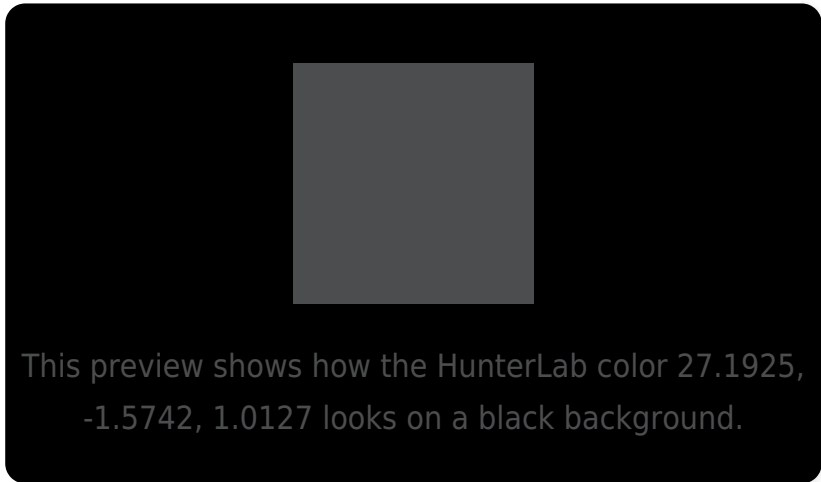 This preview shows how the HunterLab color 27.1925,
-1.5742, 1.0127 looks on a black background.